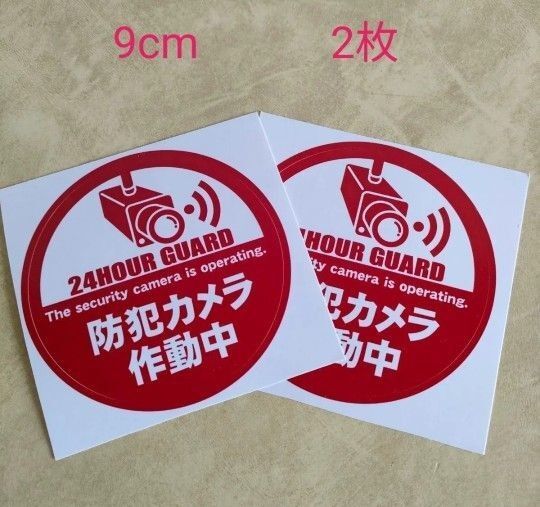 9cm 2枚
24HOUR GUARD
The security camera is operating.
防犯カメラ
作動中
HOUR GUARD
camera is operating.
犯カメラ
動中